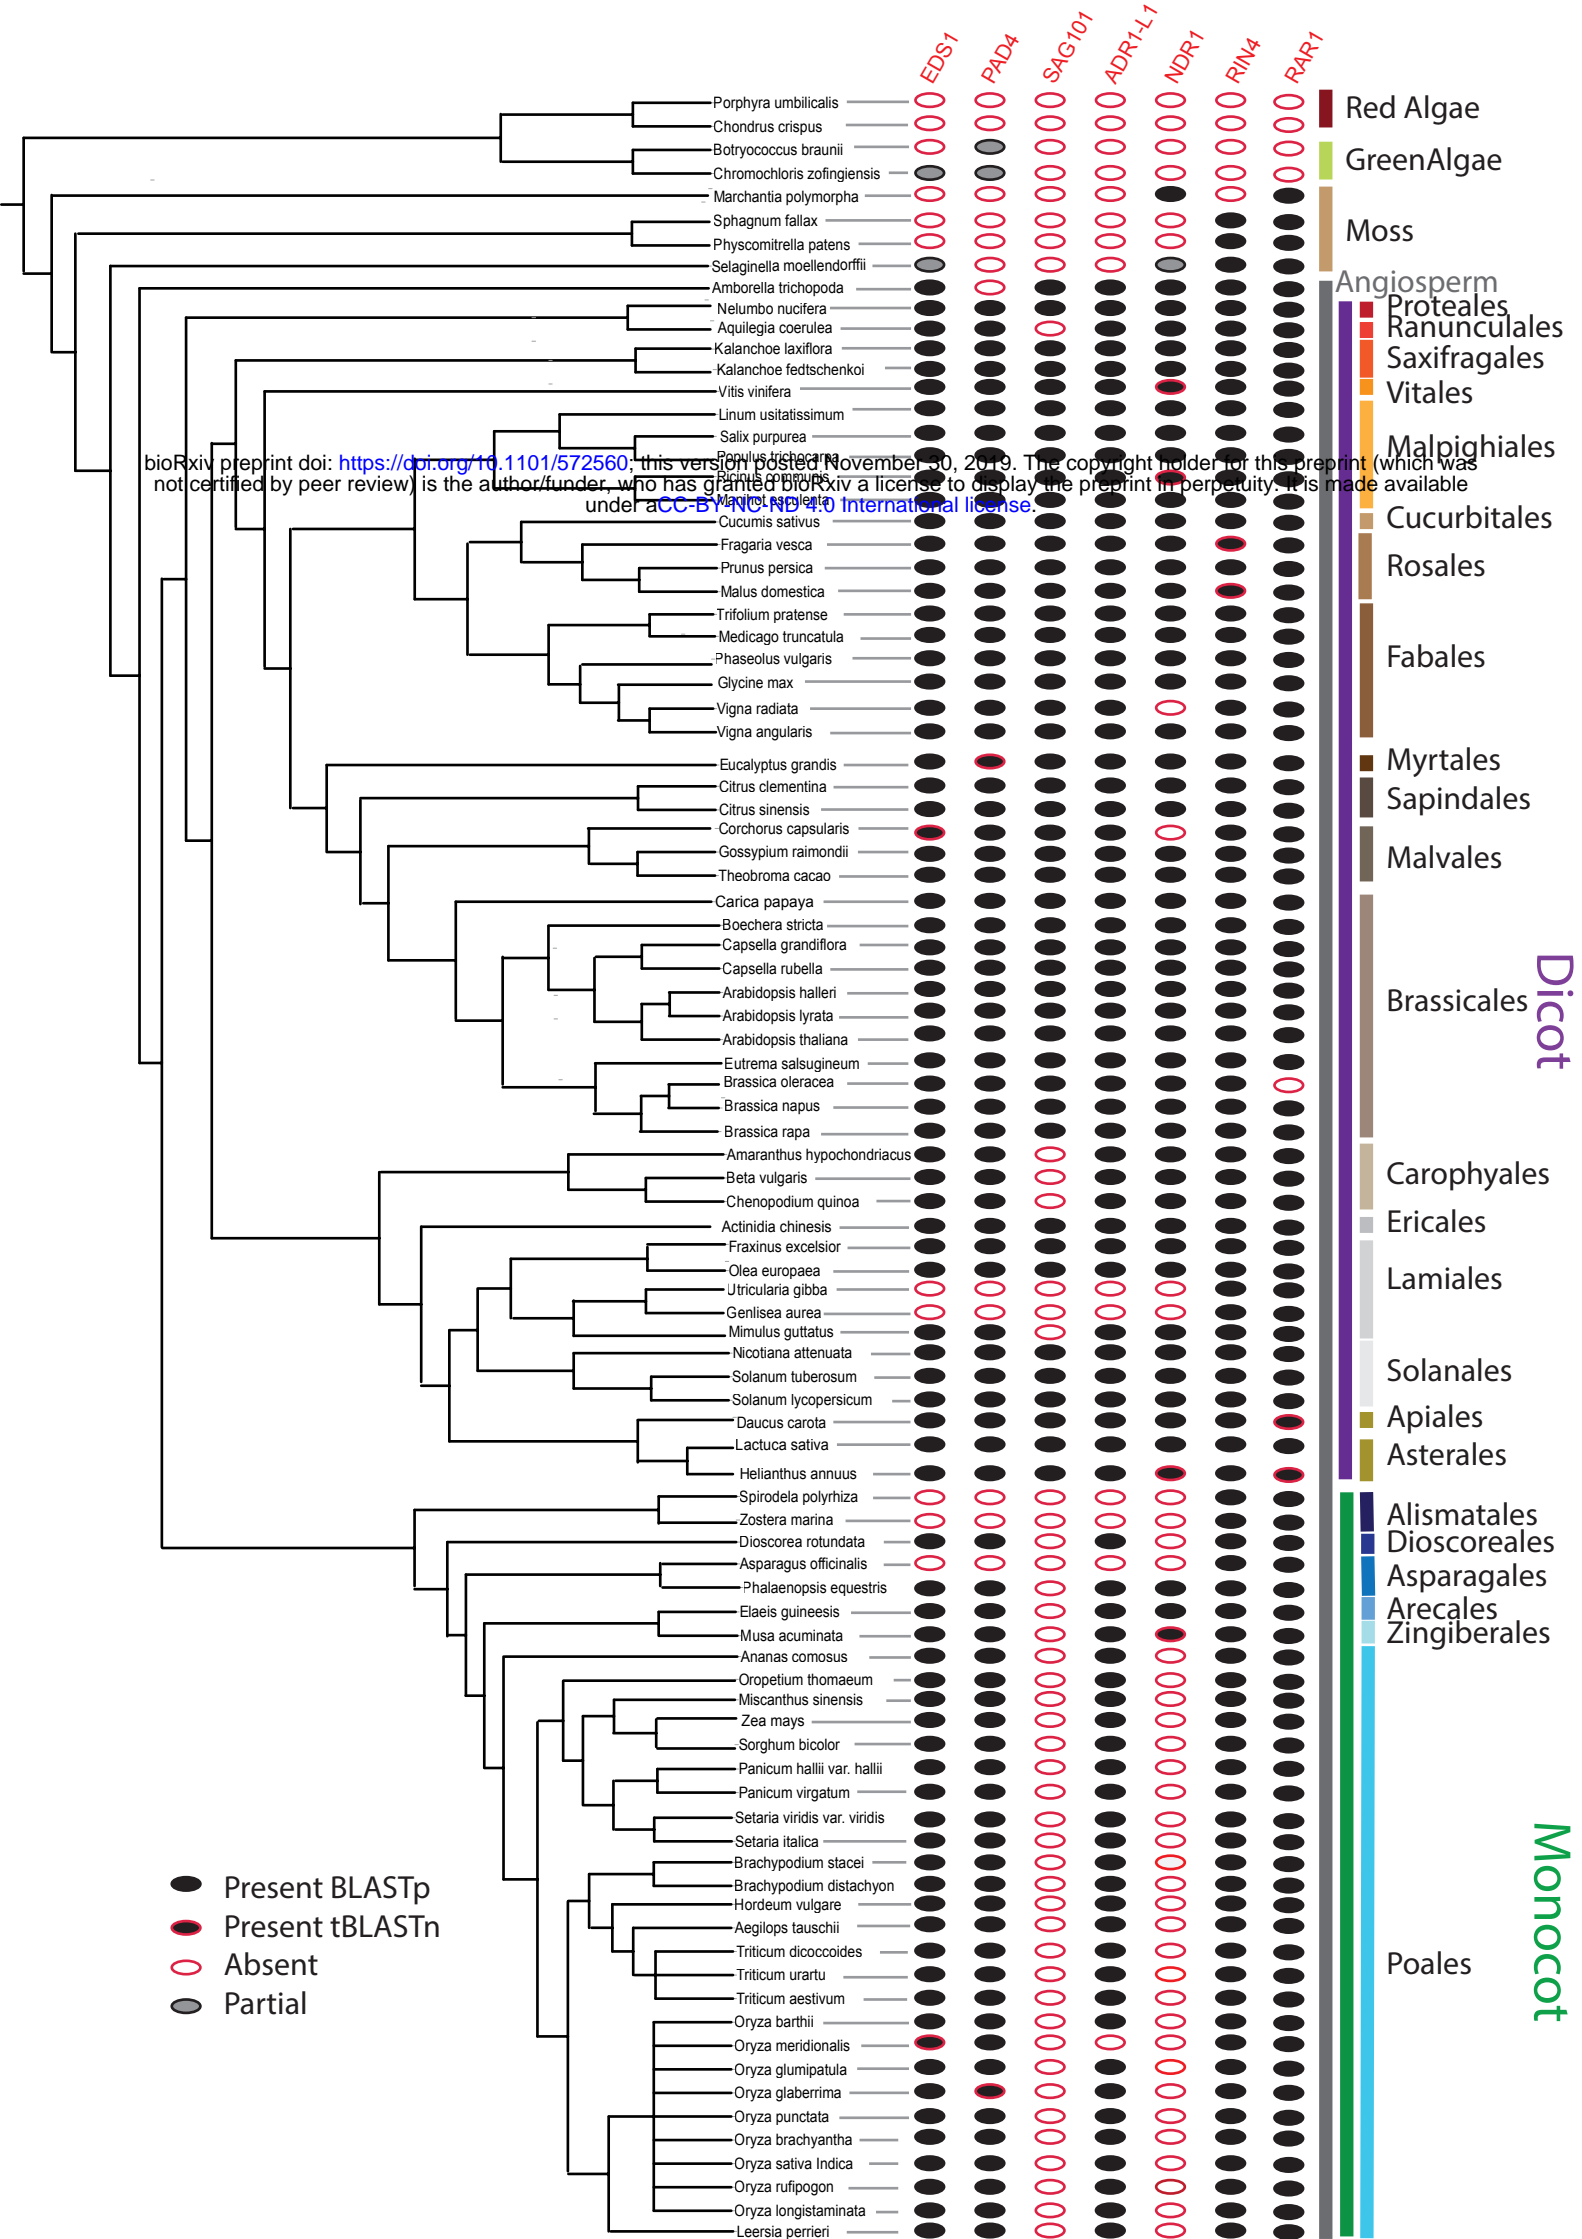 EDS1 PAD4 SAG101 ADR1-L1 NDR1 RIN4 RAR1
Porphyra umbilicalis
Chondrus crispus
Red Algae
Botryococcus braunii
Chromochloris zofingiensis
GreenAlgae
Marchantia polymorpha
Sphagnum fallax
Physcomitrella patens
Moss
Selaginella moellendorffii
Angiosperm
Amborella trichopoda
Nelumbo nucifera
Proteales
Aquilegia coerulea
Ranunculales
Kalanchoe laxiflora
Kalanchoe fedtschenkoi
Saxifragales
Vitis vinifera
Vitales
Linum usitatissimum
Salix purpurea
Populus trichocarpa
Malpighiales
bioRxiv preprint doi: https://doi.org/10.1101/572560; this version posted November 30, 2019. The copyright holder for this preprint (which was
Ricinus communis
not certified by peer review) is the author/funder, who has granted bioRxiv a license to display the preprint in perpetuity. It is made available
Manihot esculenta
under aCC-BY-NC-ND 4.0 International license.
Cucumis sativus
Cucurbitales
Fragaria vesca
Prunus persica
Rosales
Malus domestica
Trifolium pratense
Medicago truncatula
Phaseolus vulgaris
Fabales
Glycine max
Vigna radiata
Vigna angularis
Eucalyptus grandis
Myrtales
Citrus clementina
Citrus sinensis
Sapindales
Corchorus capsularis
Gossypium raimondii
Malvales
Theobroma cacao
Carica papaya
Boechera stricta
Capsella grandiflora
Capsella rubella
Arabidopsis halleri
Brassicales
Dicot
Arabidopsis lyrata
Arabidopsis thaliana
Eutrema salsugineum
Brassica oleracea
Brassica napus
Brassica rapa
Amaranthus hypochondriacus
Beta vulgaris
Carophyales
Chenopodium quinoa
Actinidia chinesis
Ericales
Fraxinus excelsior
Olea europaea
Lamiales
Utricularia gibba
Genlisea aurea
Mimulus guttatus
Nicotiana attenuata
Solanum tuberosum
Solanales
Solanum lycopersicum
Daucus carota
Apiales
Lactuca sativa
Asterales
Helianthus annuus
Spirodela polyrhiza
Zostera marina
Alismatales
Dioscorea rotundata
Dioscoreales
Asparagus officinalis
Phalaenopsis equestris
Asparagales
Elaeis guineesis
Arecales
Musa acuminata
Zingiberales
Ananas comosus
Oropetium thomaeum
Miscanthus sinensis
Zea mays
Sorghum bicolor
Panicum hallii var. hallii
Panicum virgatum
Setaria viridis var. viridis
Setaria italica
Brachypodium stacei
Brachypodium distachyon
Hordeum vulgare
Aegilops tauschii
Triticum dicoccoides
Triticum urartu
Triticum aestivum
Poales
Monocot
Oryza barthii
Oryza meridionalis
Oryza glumipatula
Oryza glaberrima
Oryza punctata
Oryza brachyantha
Oryza sativa Indica
Oryza rufipogon
Oryza longistaminata
Leersia perrieri
Present BLASTp
Present tBLASTn
Absent
Partial